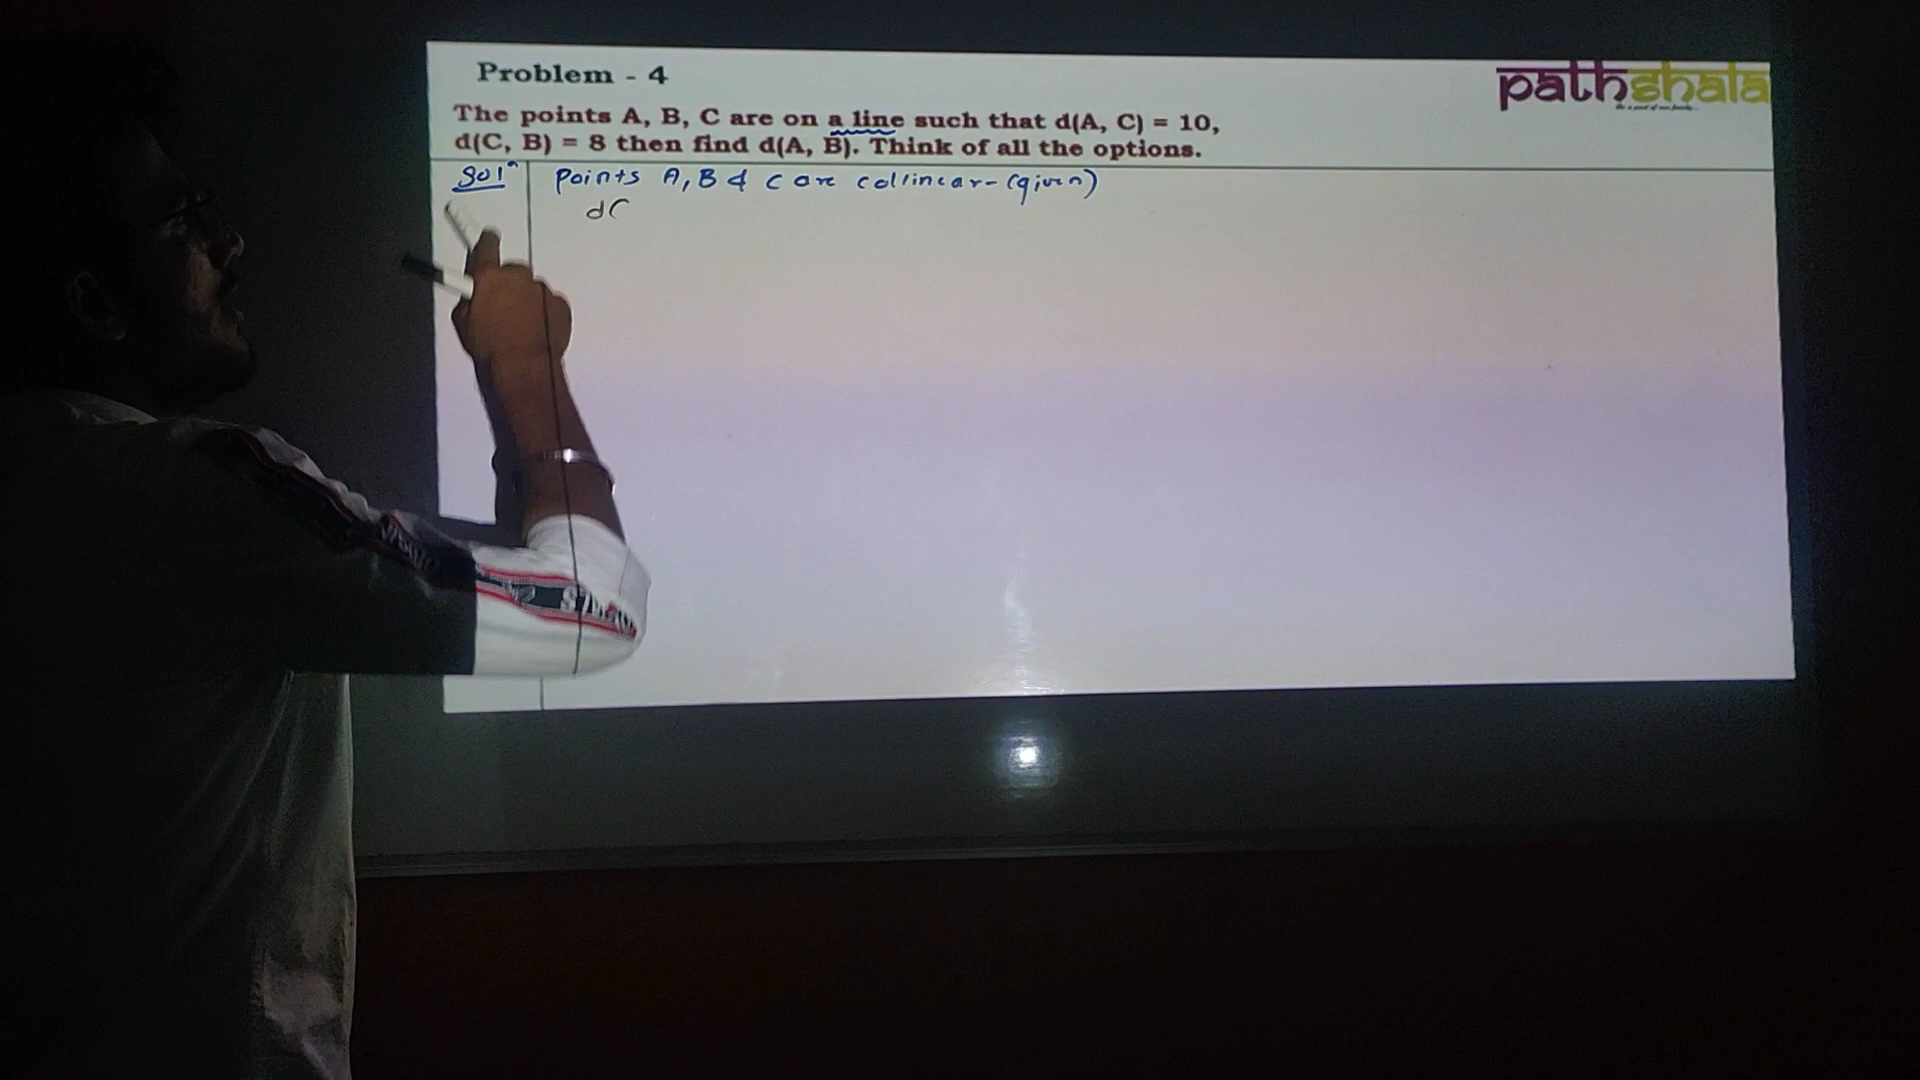 Problem - 4
pathshala
The points A, B, C are on a line such that d(A, C) = 10,
d(C, B) = 8 then find d(A, B). Think of all the options.
Solⁿ Points A, B & C are collinear - (given)
d(